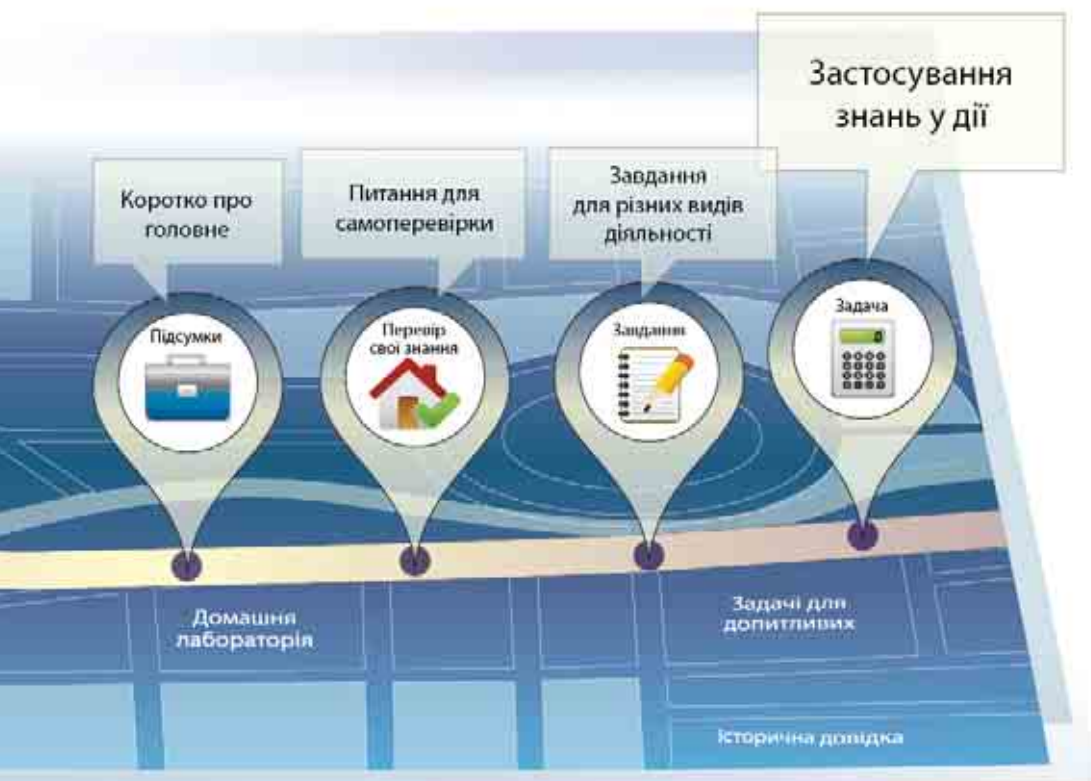 Застосування
знань у дії
Коротко про
головне
Питання для
самоперевірки
Завдання
для різних видів
діяльності
Підсумки
Перевір
свої знання
Завдання
Задача
0
Домашня
лабораторія
Задачі для
допитливих
Історична довідка